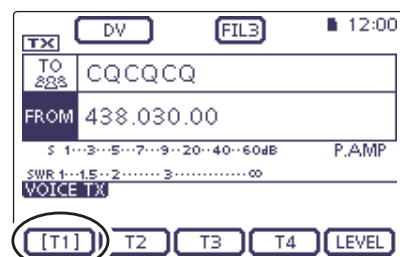 DV FIL3 12:00
TX
TO CQCQCQ
FROM 438.030.00
S 1···3···5···7···9··20··40··60dB P.AMP
SWR 1···1.5··2······· 3·············∞
VOICE TX
[T1] T2 T3 T4 LEVEL